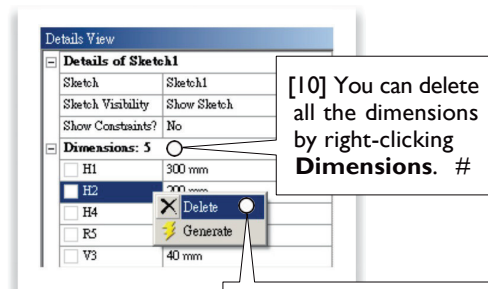 Details View
Details of Sketch1
Sketch Sketch1
Sketch Visibility Show Sketch
Show Constraints? No
Dimensions: 5
H1 300 mm
H2 200 mm
H4
R5
V3 40 mm
Delete
Generate
[10] You can delete
all the dimensions
by right-clicking
Dimensions. #